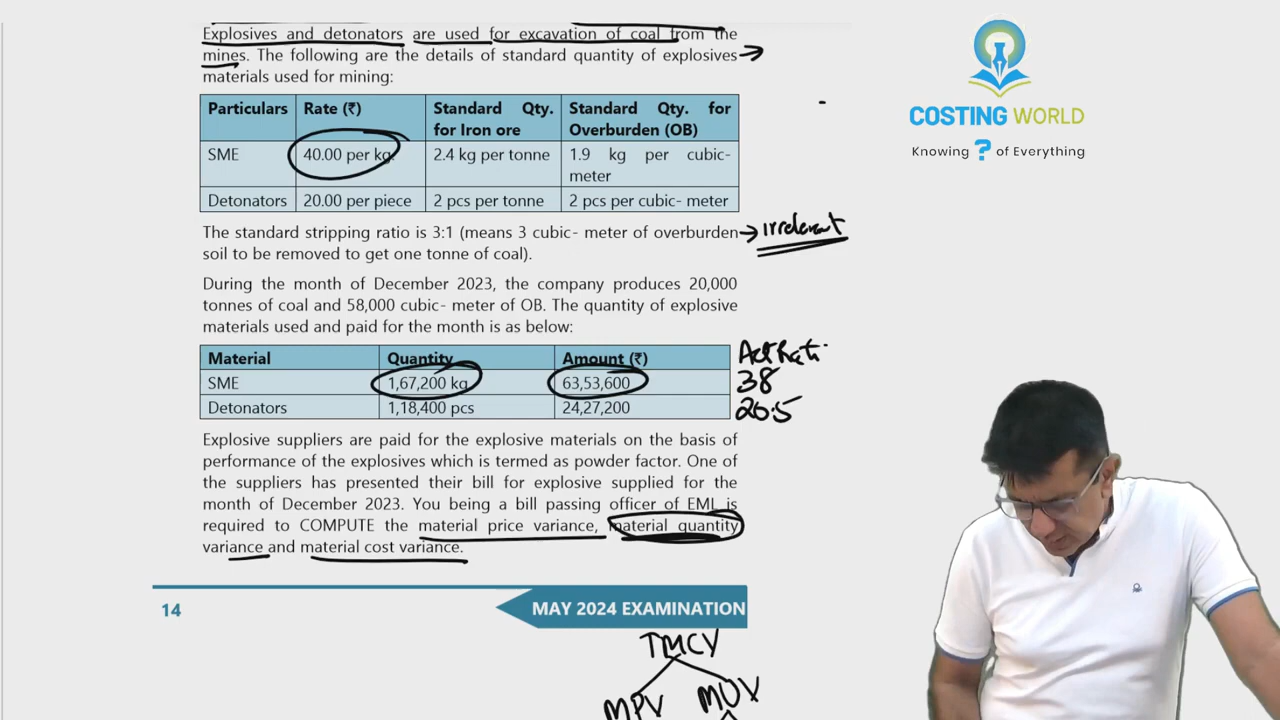 Explosives and detonators are used for excavation of coal from the
mines. The following are the details of standard quantity of explosives
materials used for mining:
Particulars Rate (₹) Standard Qty. for Iron ore Standard Qty. for Overburden (OB)
SME 40.00 per kg. 2.4 kg per tonne 1.9 kg per cubic- meter
Detonators 20.00 per piece 2 pcs per tonne 2 pcs per cubic- meter
The standard stripping ratio is 3:1 (means 3 cubic- meter of overburden
soil to be removed to get one tonne of coal).
irrelevant
During the month of December 2023, the company produces 20,000
tonnes of coal and 58,000 cubic- meter of OB. The quantity of explosive
materials used and paid for the month is as below:
Material Quantity Amount (₹) Act Rate
SME 1,67,200 kg 63,53,600 38
Detonators 1,18,400 pcs 24,27,200 20.5
Explosive suppliers are paid for the explosive materials on the basis of
performance of the explosives which is termed as powder factor. One of
the suppliers has presented their bill for explosive supplied for the
month of December 2023. You being a bill passing officer of EML is
required to COMPUTE the material price variance, material quantity
variance and material cost variance.
14
MAY 2024 EXAMINATION
TMCV
MPV MUV
COSTING WORLD
Knowing ? of Everything